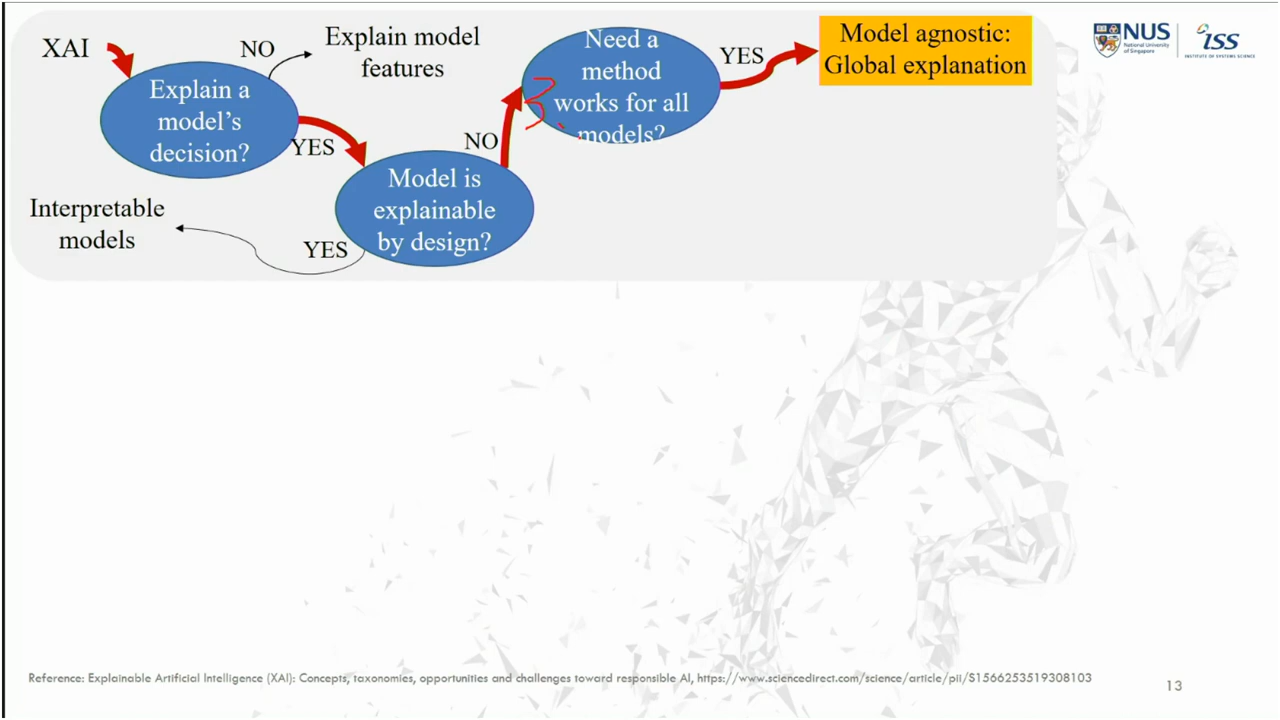 XAI
NO
Explain model
features
Explain a
model's
decision?
YES
Model is
explainable
by design?
YES
Interpretable
models
NO
Need a
method
works for all
models?
YES
Model agnostic:
Global explanation
NUS
National University
of Singapore
iss
INSTITUTE OF SYSTEMS SCIENCE
Reference: Explainable Artificial Intelligence (XAI): Concepts, taxonomies, opportunities and challenges toward responsible AI, https://www.sciencedirect.com/science/article/pii/S1566253519308103
13